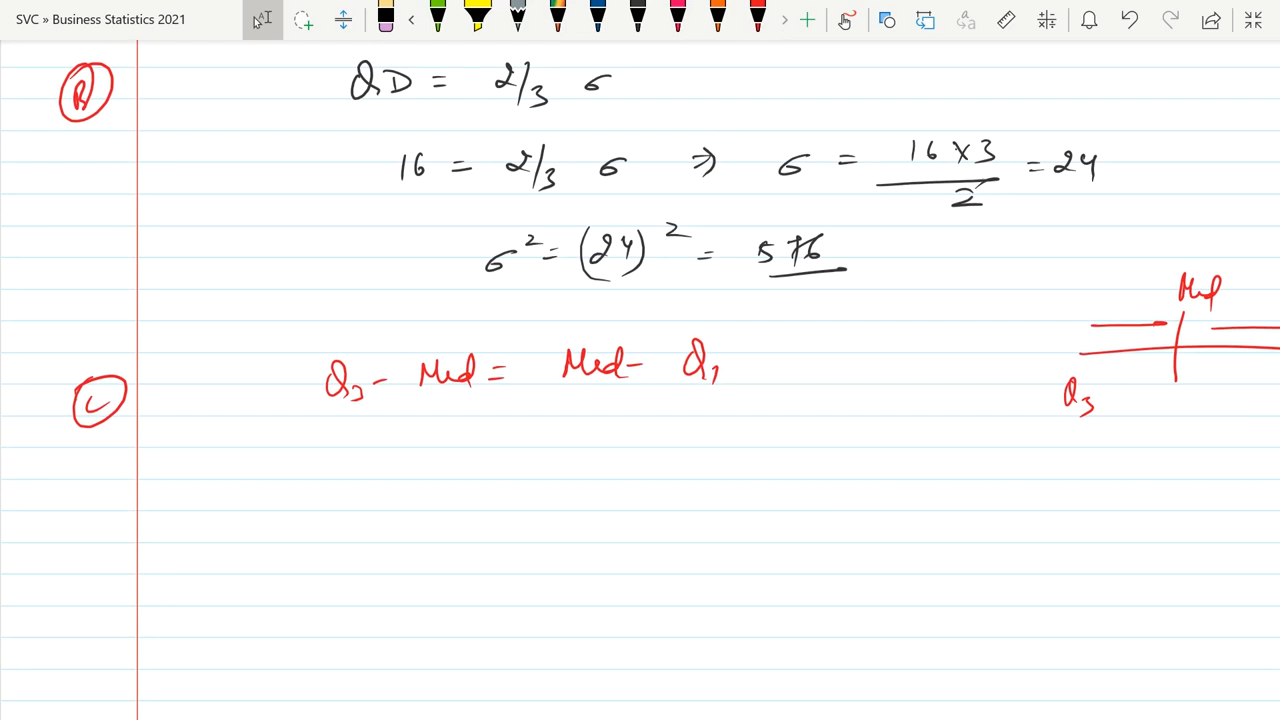 SVC » Business Statistics 2021
B
QD = 2/3 σ
16 = 2/3 σ ⇒ σ = 16 × 3 / 2 = 24
σ² = (24)² = 576
Med
C
Q3 - Med = Med - Q1
Q3